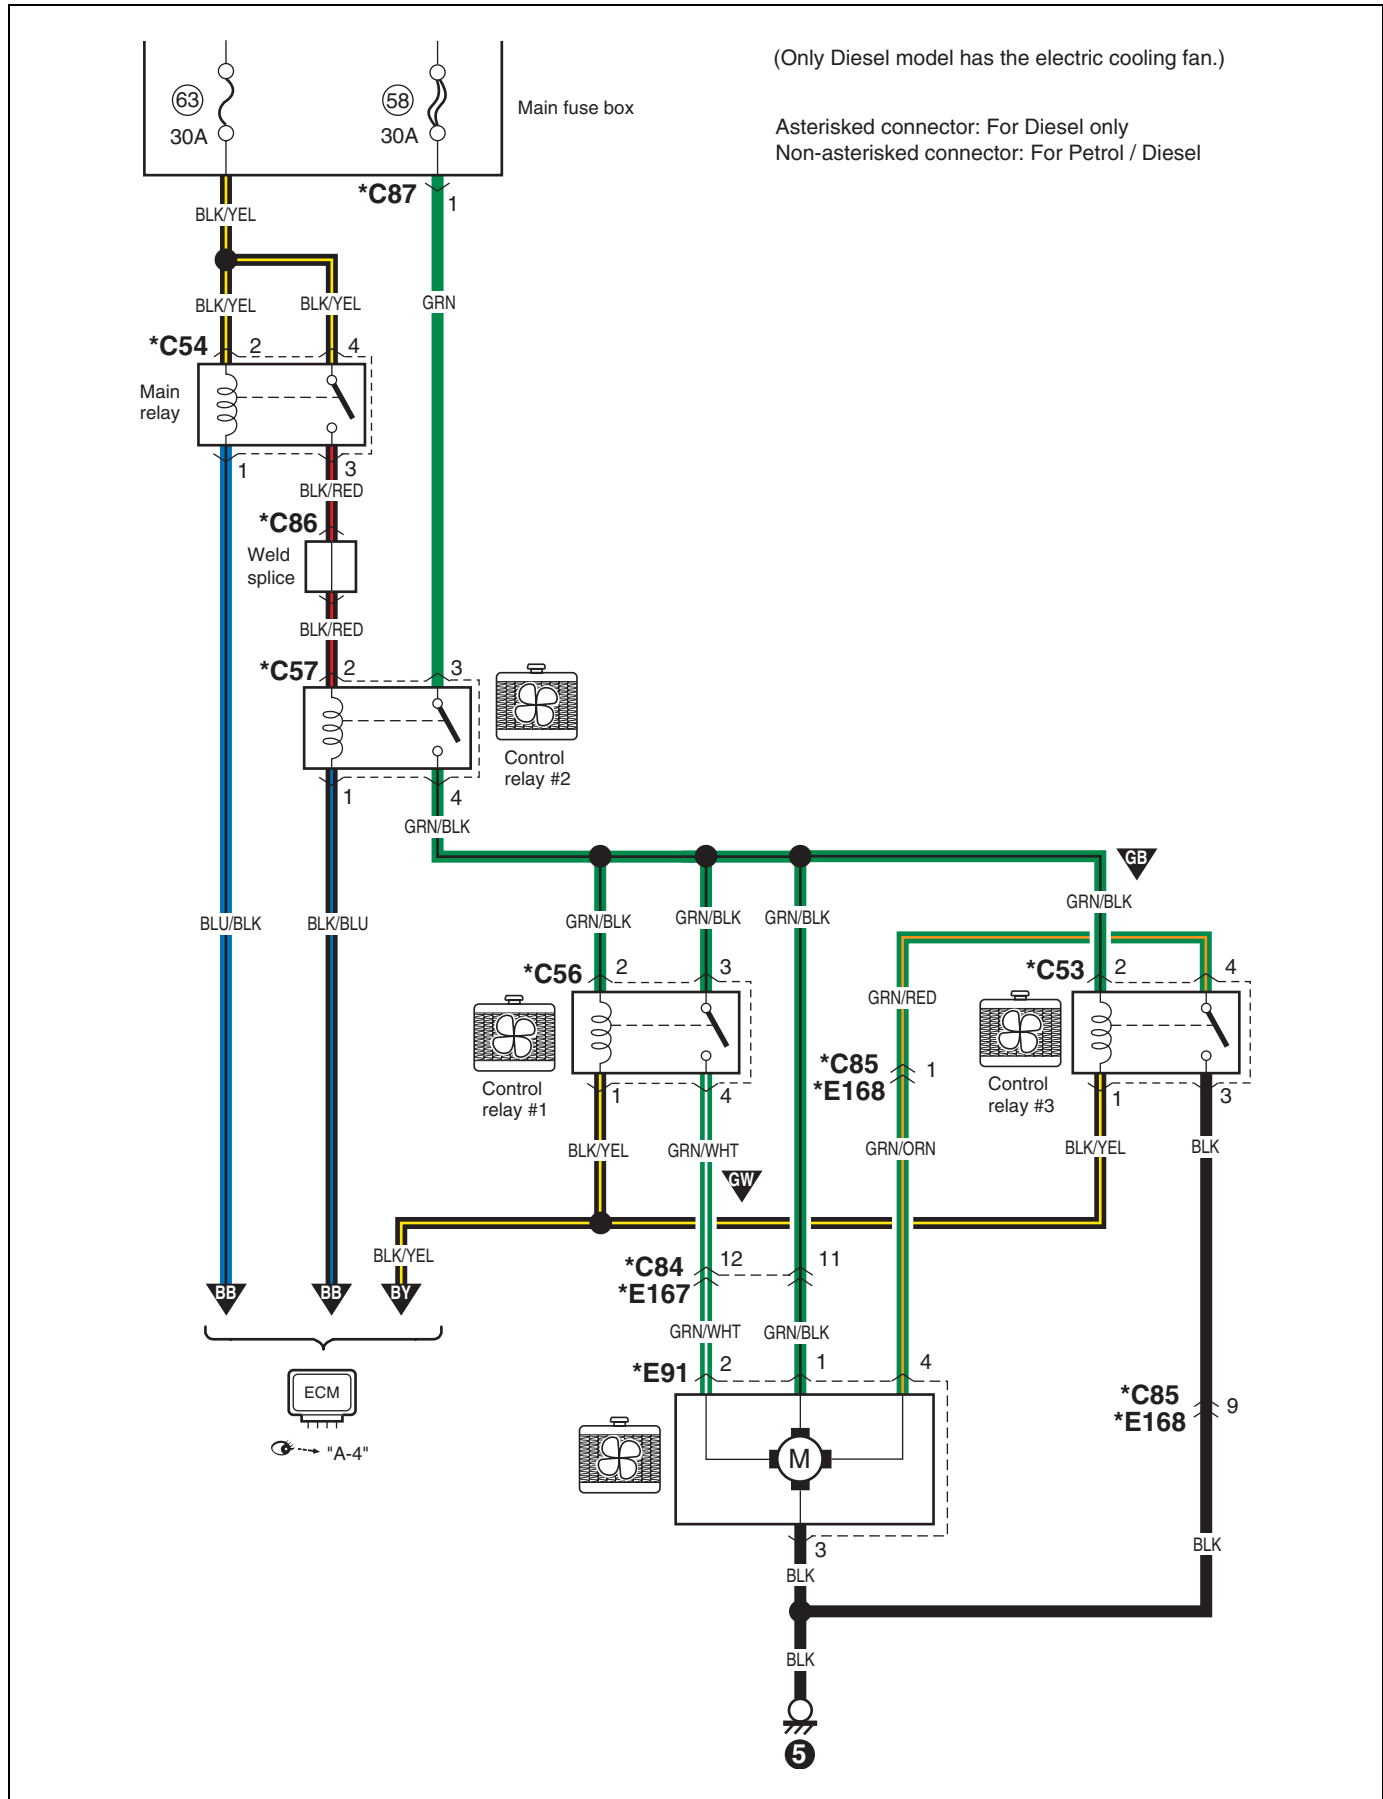 (Only Diesel model has the electric cooling fan.)
63
30A
58
30A
Main fuse box
Asterisked connector: For Diesel only
Non-asterisked connector: For Petrol / Diesel
*C87
1
BLK/YEL
BLK/YEL
BLK/YEL
GRN
*C54
2
4
Main
relay
1
3
BLK/RED
*C86
Weld
splice
BLK/RED
*C57
2
3
Control
relay #2
1
4
GRN/BLK
GB
GRN/BLK
BLU/BLK
BLK/BLU
GRN/BLK
GRN/BLK
GRN/BLK
*C56
2
3
*C53
2
4
GRN/RED
*C85
1
*E168
Control
relay #1
Control
relay #3
1
4
1
3
BLK/YEL
GRN/WHT
GRN/ORN
BLK/YEL
BLK
GW
BLK/YEL
*C84
12
11
*E167
BB
BB
BY
GRN/WHT
GRN/BLK
*E91
2
1
4
ECM
"A-4"
*C85
9
*E168
M
3
BLK
BLK
BLK
5